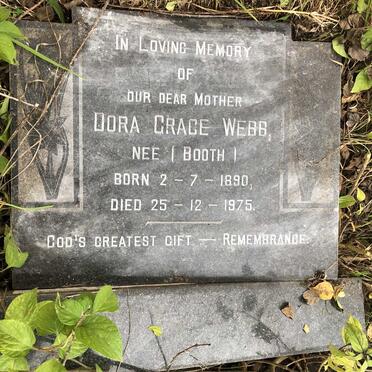 In Loving Memory
of
our dear Mother
Dora Grace Webb,
nee ( Booth )
born 2 - 7 - 1890,
died 25 - 12 - 1975.
God's greatest gift — Remembrance.